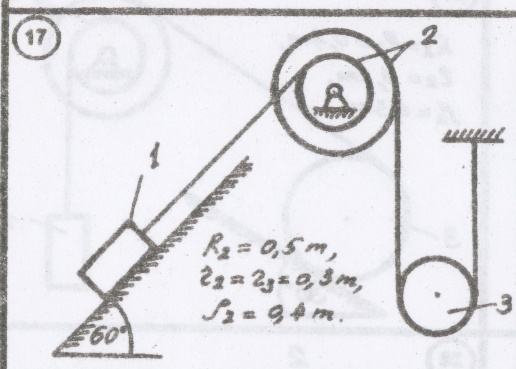 17
2
1
R₂ = 0,5 m,
r₂ = r₃ = 0,3 m,
ρ₂ = 0,4 m.
60°
3